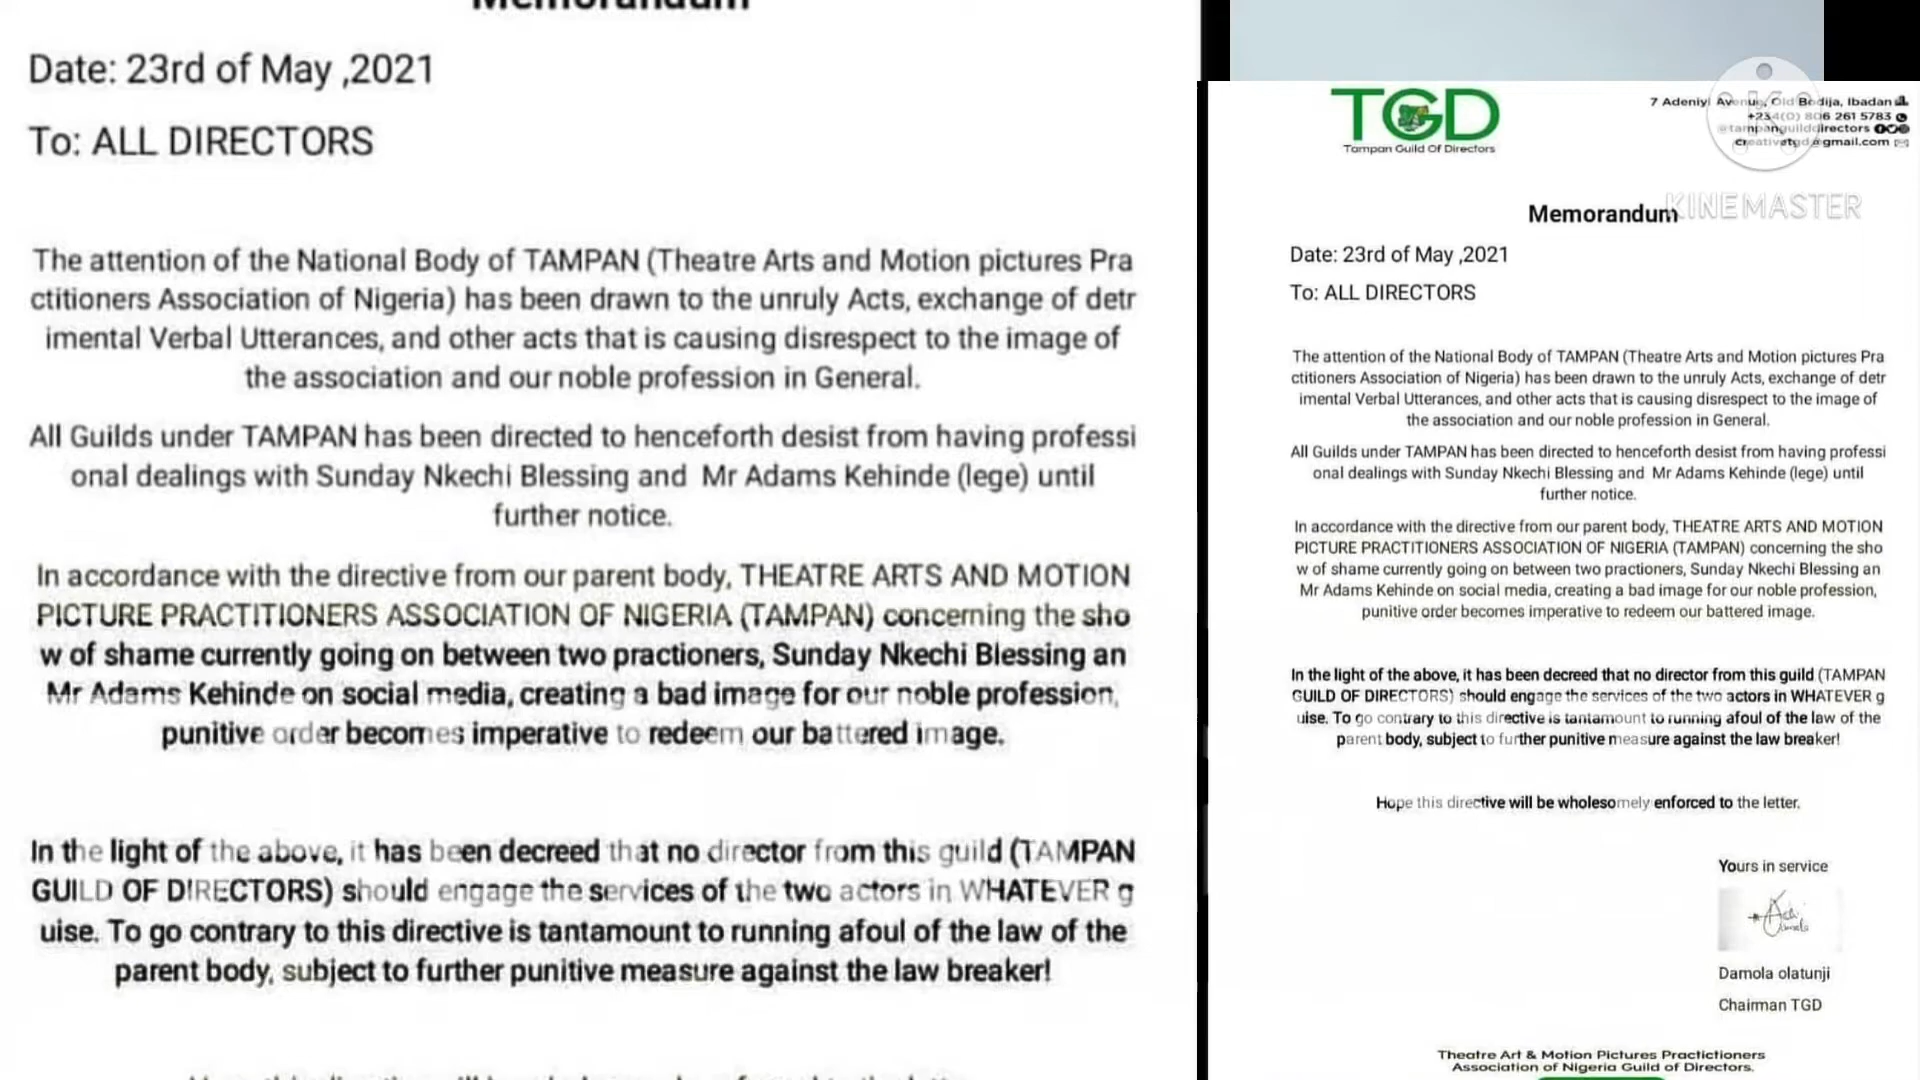 Memorandum
Date: 23rd of May ,2021
To: ALL DIRECTORS
The attention of the National Body of TAMPAN (Theatre Arts and Motion pictures Pra
ctitioners Association of Nigeria) has been drawn to the unruly Acts, exchange of detr
imental Verbal Utterances, and other acts that is causing disrespect to the image of
the association and our noble profession in General.
All Guilds under TAMPAN has been directed to henceforth desist from having professi
onal dealings with Sunday Nkechi Blessing and Mr Adams Kehinde (lege) until
further notice.
In accordance with the directive from our parent body, THEATRE ARTS AND MOTION
PICTURE PRACTITIONERS ASSOCIATION OF NIGERIA (TAMPAN) concerning the sho
w of shame currently going on between two practioners, Sunday Nkechi Blessing an
Mr Adams Kehinde on social media, creating a bad image for our noble profession,
punitive order becomes imperative to redeem our battered image.
In the light of the above, it has been decreed that no director from this guild (TAMPAN
GUILD OF DIRECTORS) should engage the services of the two actors in WHATEVER g
uise. To go contrary to this directive is tantamount to running afoul of the law of the
parent body, subject to further punitive measure against the law breaker!
TGD
Tampan Guild Of Directors
7 Adeniyi Avenue, Old Bodija, Ibadan
+234(0) 806 261 5783
@tampanguilddirectors
creativetgd@gmail.com
KINEMASTER
Memorandum
Date: 23rd of May ,2021
To: ALL DIRECTORS
The attention of the National Body of TAMPAN (Theatre Arts and Motion pictures Pra
ctitioners Association of Nigeria) has been drawn to the unruly Acts, exchange of detr
imental Verbal Utterances, and other acts that is causing disrespect to the image of
the association and our noble profession in General.
All Guilds under TAMPAN has been directed to henceforth desist from having professi
onal dealings with Sunday Nkechi Blessing and Mr Adams Kehinde (lege) until
further notice.
In accordance with the directive from our parent body, THEATRE ARTS AND MOTION
PICTURE PRACTITIONERS ASSOCIATION OF NIGERIA (TAMPAN) concerning the sho
w of shame currently going on between two practioners, Sunday Nkechi Blessing an
Mr Adams Kehinde on social media, creating a bad image for our noble profession,
punitive order becomes imperative to redeem our battered image.
In the light of the above, it has been decreed that no director from this guild (TAMPAN
GUILD OF DIRECTORS) should engage the services of the two actors in WHATEVER g
uise. To go contrary to this directive is tantamount to running afoul of the law of the
parent body, subject to further punitive measure against the law breaker!
Hope this directive will be wholesomely enforced to the letter.
Yours in service
Damola olatunji
Chairman TGD
Theatre Art & Motion Pictures Practictioners
Association of Nigeria Guild of Directors.